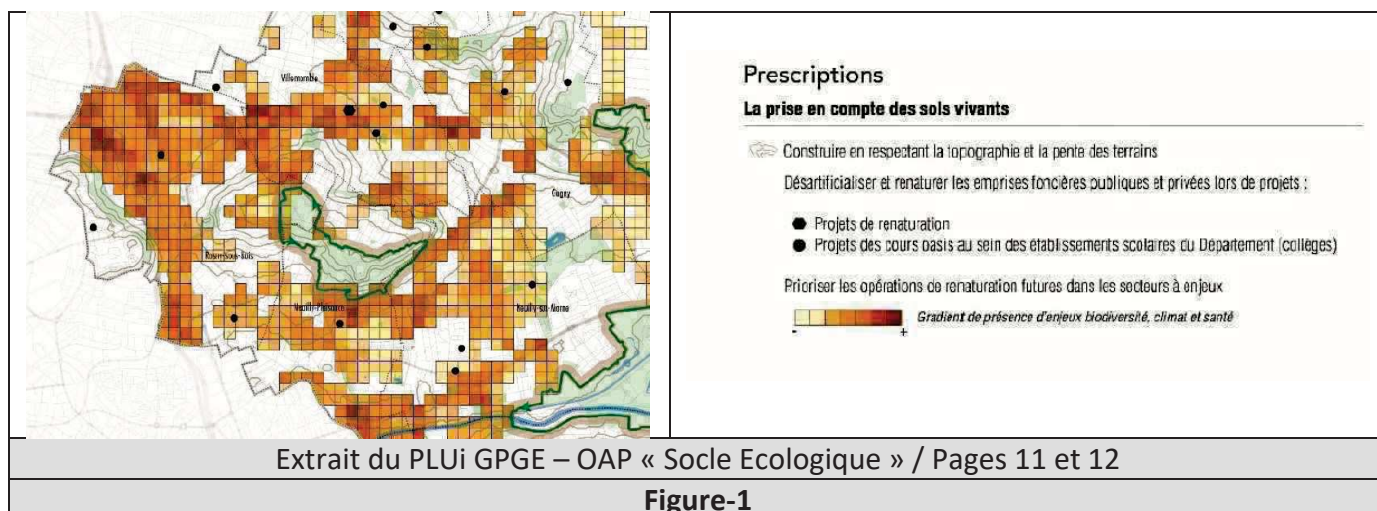 Villemomble
Gagny
Rosny-sous-Bois
Neuilly-Plaisance
Neuilly-sur-Marne
Prescriptions
La prise en compte des sols vivants
Construire en respectant la topographie et la pente des terrains
Désartificialiser et renaturer les emprises foncières publiques et privées lors de projets :
Projets de renaturation
Projets des cours oasis au sein des établissements scolaires du Département (collèges)
Prioriser les opérations de renaturation futures dans les secteurs à enjeux
Gradient de présence d'enjeux biodiversité, climat et santé
- +
Extrait du PLUi GPGE – OAP « Socle Ecologique » / Pages 11 et 12
Figure-1